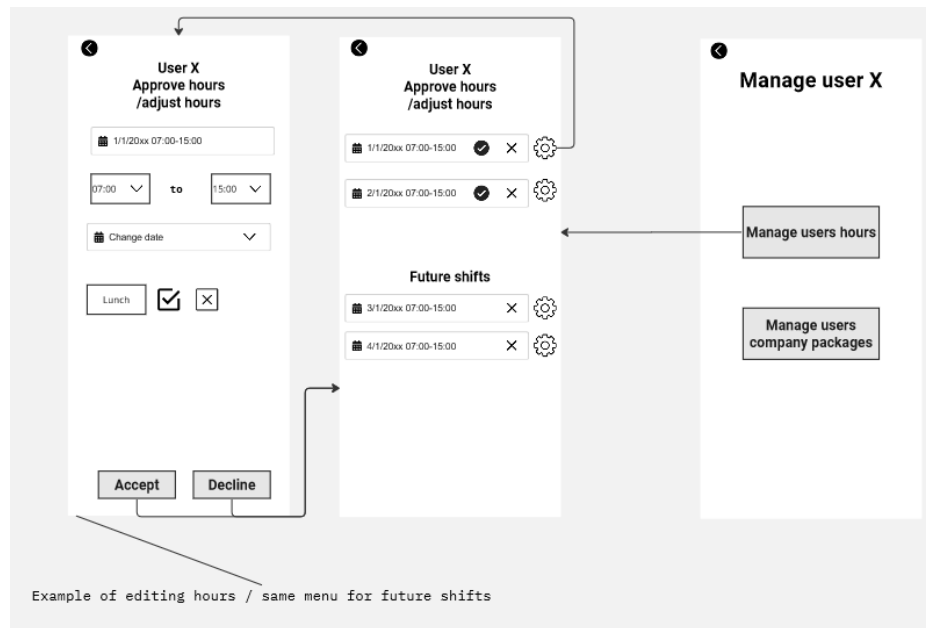 User X
Approve hours
/adjust hours
1/1/20xx 07:00-15:00
07:00
to
15:00
Change date
Lunch
Accept
Decline
User X
Approve hours
/adjust hours
1/1/20xx 07:00-15:00
2/1/20xx 07:00-15:00
Future shifts
3/1/20xx 07:00-15:00
4/1/20xx 07:00-15:00
Manage user X
Manage users hours
Manage users
company packages
Example of editing hours / same menu for future shifts